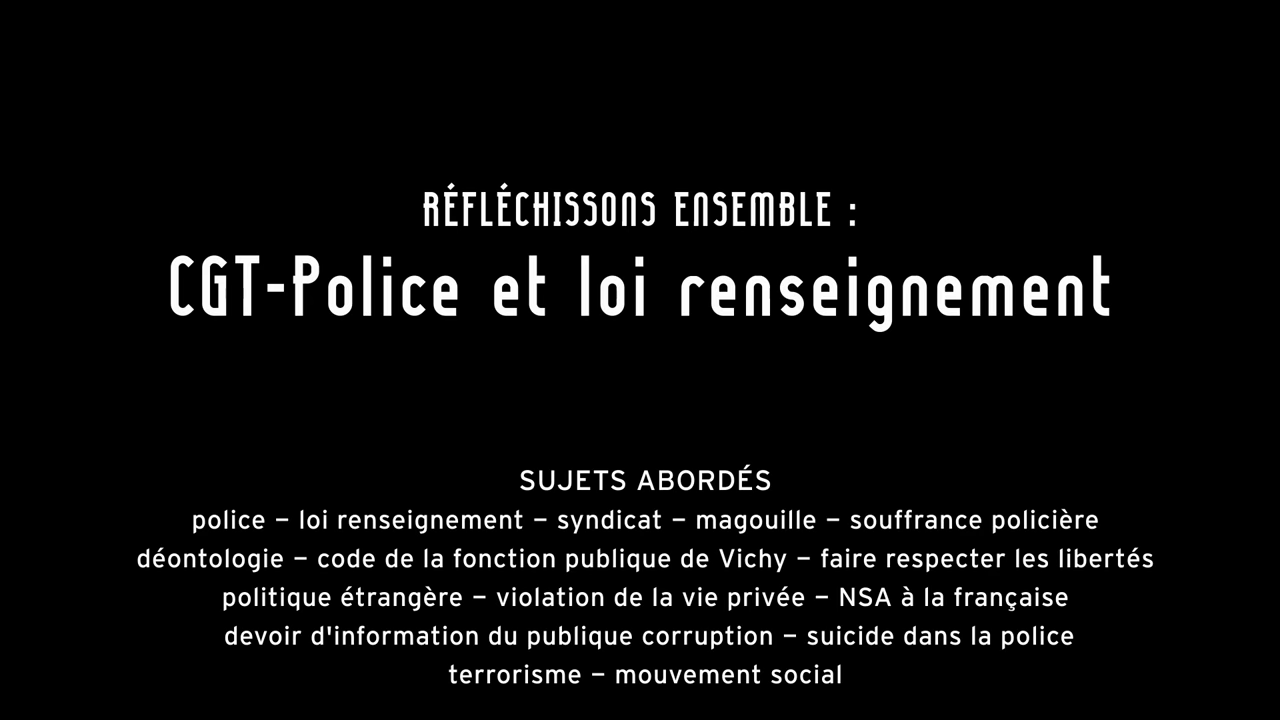 RÉFLÉCHISSONS ENSEMBLE :
CGT-Police et loi renseignement
SUJETS ABORDÉS
police – loi renseignement – syndicat – magouille – souffrance policière
déontologie – code de la fonction publique de Vichy – faire respecter les libertés
politique étrangère – violation de la vie privée – NSA à la française
devoir d'information du publique corruption – suicide dans la police
terrorisme – mouvement social